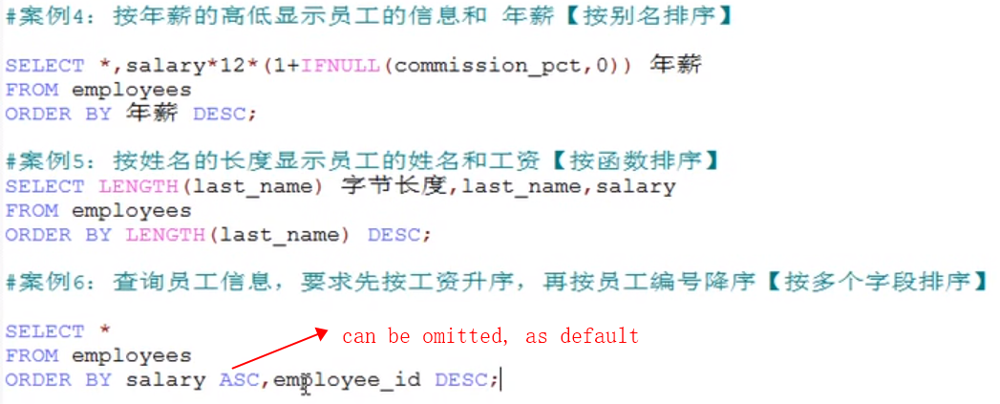 #案例4：按年薪的高低显示员工的信息和 年薪【按别名排序】
SELECT *,salary*12*(1+IFNULL(commission_pct,0)) 年薪
FROM employees
ORDER BY 年薪 DESC;
#案例5：按姓名的长度显示员工的姓名和工资【按函数排序】
SELECT LENGTH(last_name) 字节长度,last_name,salary
FROM employees
ORDER BY LENGTH(last_name) DESC;
#案例6：查询员工信息，要求先按工资升序，再按员工编号降序【按多个字段排序】
SELECT *
can be omitted, as default
FROM employees
ORDER BY salary ASC,employee_id DESC;